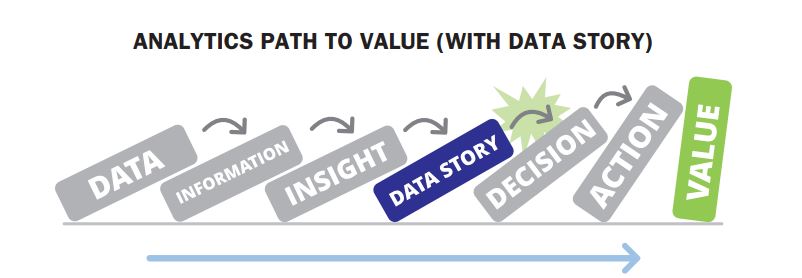 ANALYTICS PATH TO VALUE (WITH DATA STORY)
DATA
INFORMATION
INSIGHT
DATA STORY
DECISION
ACTION
VALUE